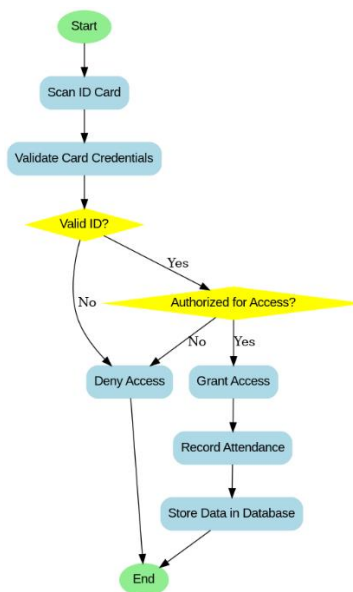 Start
Scan ID Card
Validate Card Credentials
Valid ID?
Yes
Authorized for Access?
No
No
Yes
Deny Access
Grant Access
Record Attendance
Store Data in Database
End